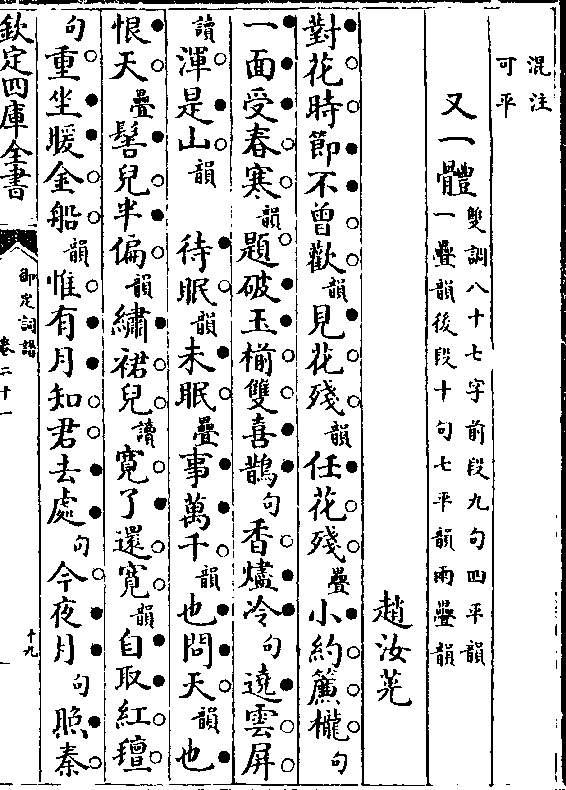 混注
可平
又一體 雙調八十七字前段九句四平韻
一疊韻後段十句七平韻兩疊韻
趙汝茪
對花時節不曾歡韻見花殘韻任花殘疊小約簾櫳句
一面受春寒韻題破玉㭰雙喜鵲句香燼冷句遶雲屏
讀渾是山韻 待眠韻未眠疊事萬千韻也問天韻也
恨天疊髻兒半偏韻繡裙兒讀寛了還寛韻自取紅氊
句重坐暖金船韻惟有月知君去處句今夜月句照秦
欽定四庫全書
御定詞譜
卷二十一
十九